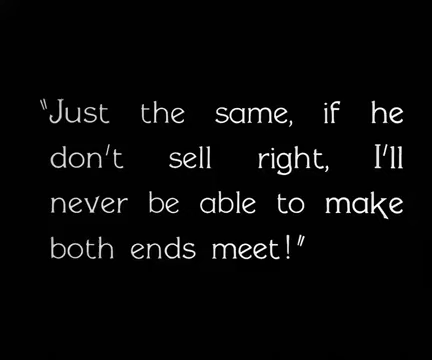 "Just the same, if he
don't sell right, I'll
never be able to make
both ends meet!"